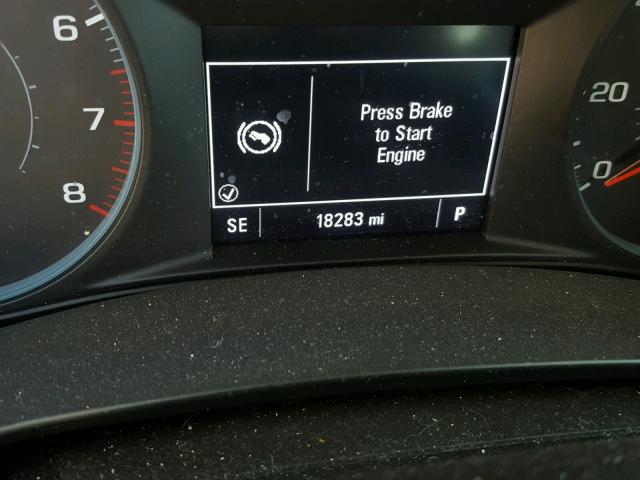 6
7
8
Press Brake
to Start
Engine
SE 18283 mi P
20
0